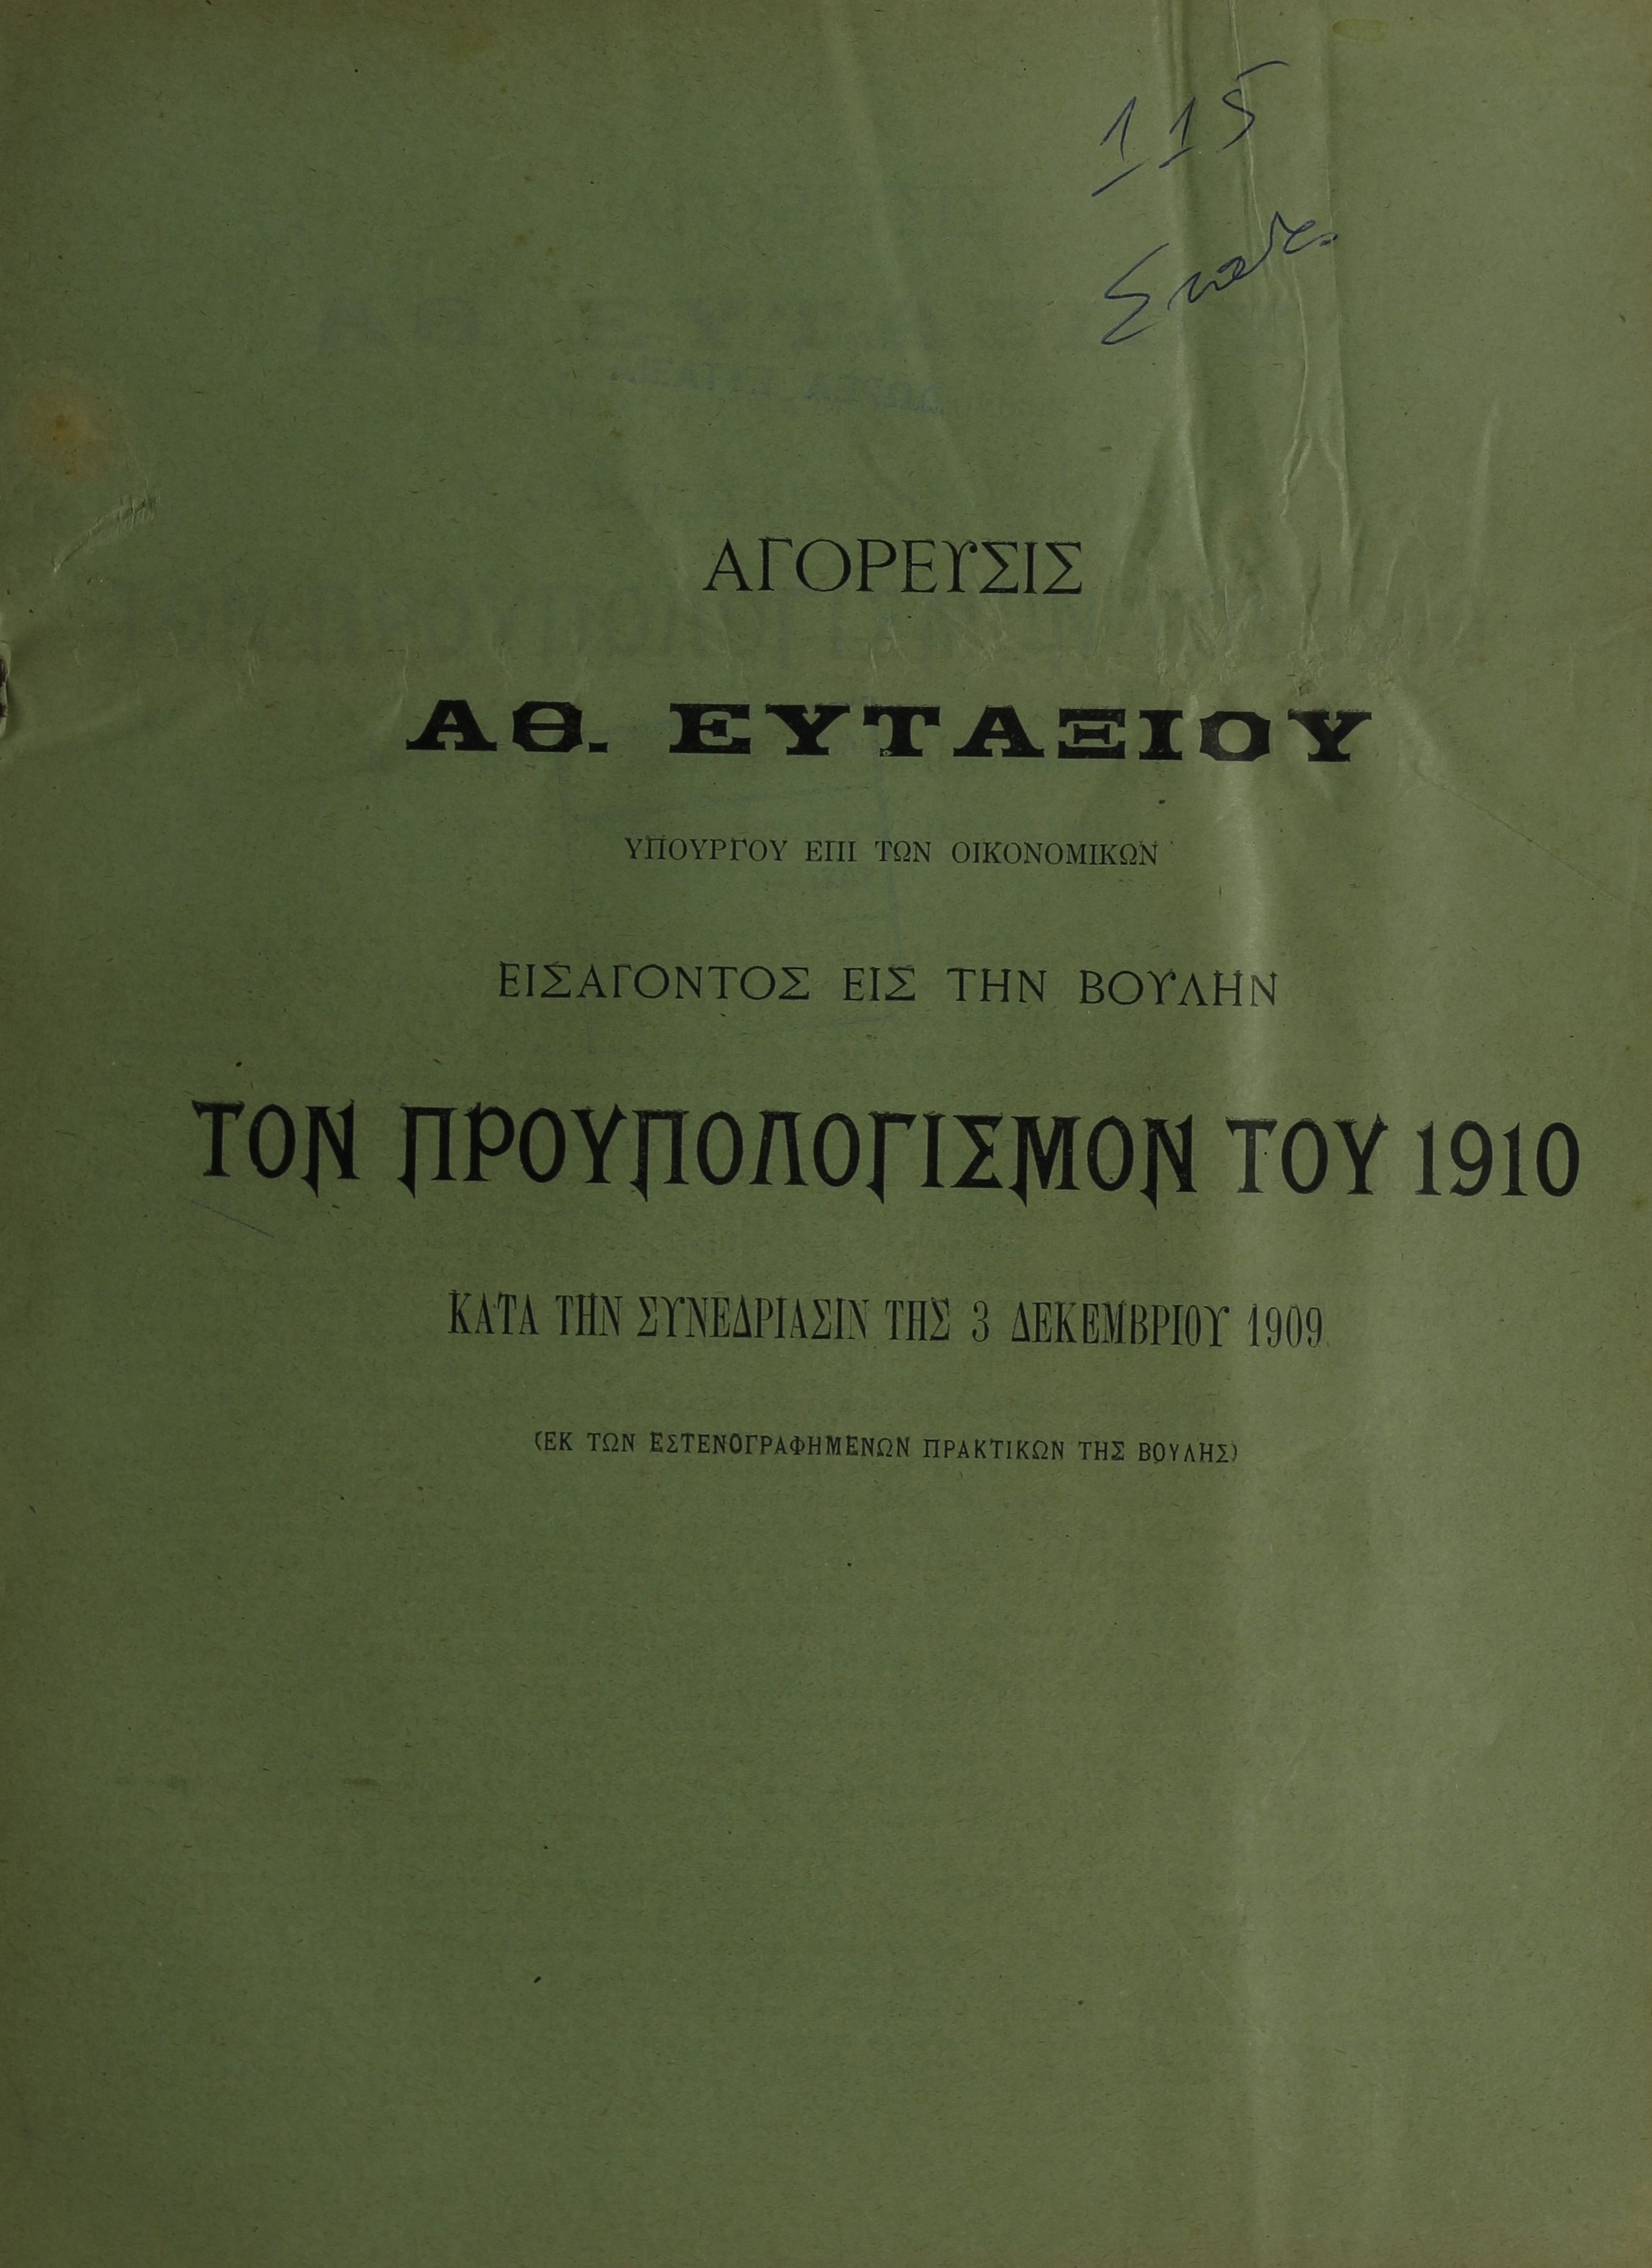 115
ΑΓΟΡΕΥΣΙΣ
ΑΘ. ΕΥΤΑΞΙΟΥ
ΥΠΟΥΡΓΟΥ ΕΠΙ ΤΩΝ ΟΙΚΟΝΟΜΙΚΩΝ
ΕΙΣΑΓΟΝΤΟΣ ΕΙΣ ΤΗΝ ΒΟΥΛΗΝ
ΤΟΝ ΠΡΟΥΠΟΛΟΓΙΣΜΟΝ ΤΟΥ 1910
ΚΑΤΑ ΤΗΝ ΣΥΝΕΔΡΙΑΣΙΝ ΤΗΣ 3 ΔΕΚΕΜΒΡΙΟΥ 1909
(ΕΚ ΤΩΝ ΕΣΤΕΝΟΓΡΑΦΗΜΕΝΩΝ ΠΡΑΚΤΙΚΩΝ ΤΗΣ ΒΟΥΛΗΣ)